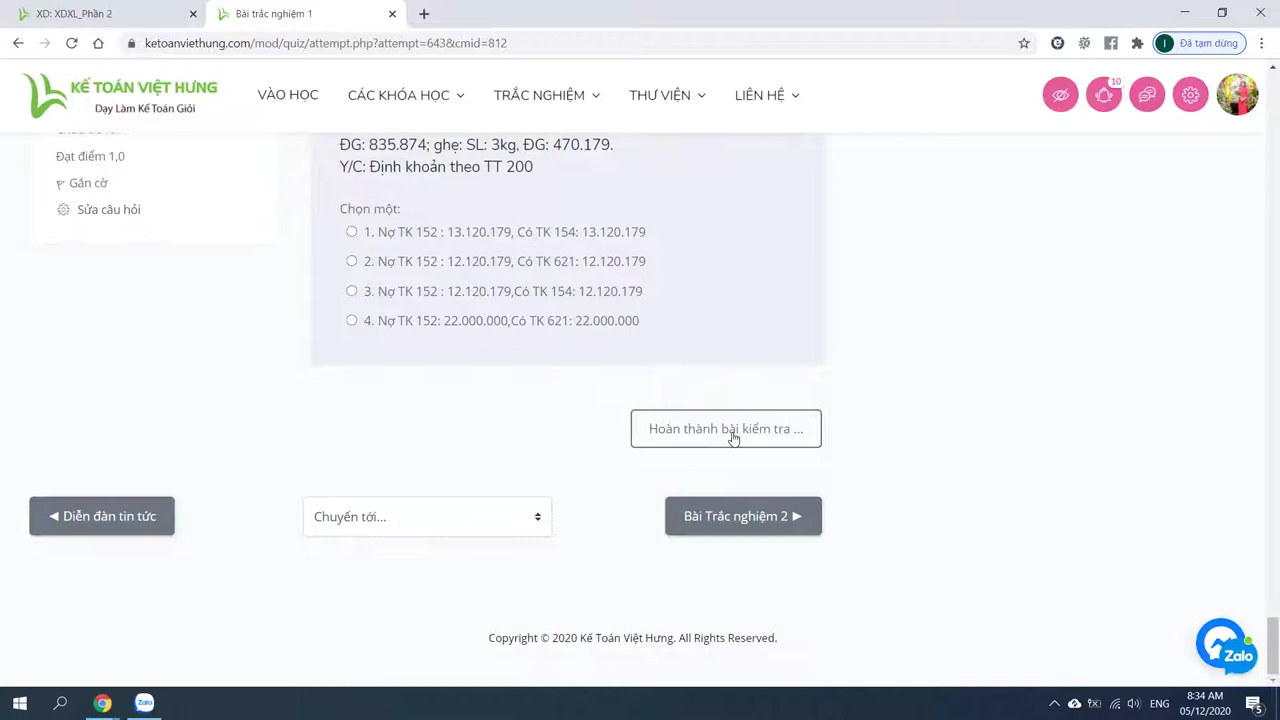 XD: XDXL_Phần 2
Bài trắc nghiệm 1
ketoanviethung.com/mod/quiz/attempt.php?attempt=643&cmid=812
I
Đã tạm dừng
KẾ TOÁN VIỆT HƯNG
Dạy Làm Kế Toán Giỏi
VÀO HỌC
CÁC KHÓA HỌC
TRẮC NGHIỆM
THƯ VIỆN
LIÊN HỆ
10
Đạt điểm 1,0
Gắn cờ
Sửa câu hỏi
ĐG: 835.874; ghẹ: SL: 3kg, ĐG: 470.179.
Y/C: Định khoản theo TT 200
Chọn một:
1. Nợ TK 152 : 13.120.179, Có TK 154: 13.120.179
2. Nợ TK 152 : 12.120.179, Có TK 621: 12.120.179
3. Nợ TK 152 : 12.120.179,Có TK 154: 12.120.179
4. Nợ TK 152: 22.000.000,Có TK 621: 22.000.000
Hoàn thành bài kiểm tra ...
◄ Diễn đàn tin tức
Chuyển tới...
Bài Trắc nghiệm 2 ►
Copyright © 2020 Kế Toán Việt Hưng. All Rights Reserved.
Zalo
Zalo
ENG
8:34 AM
05/12/2020
5